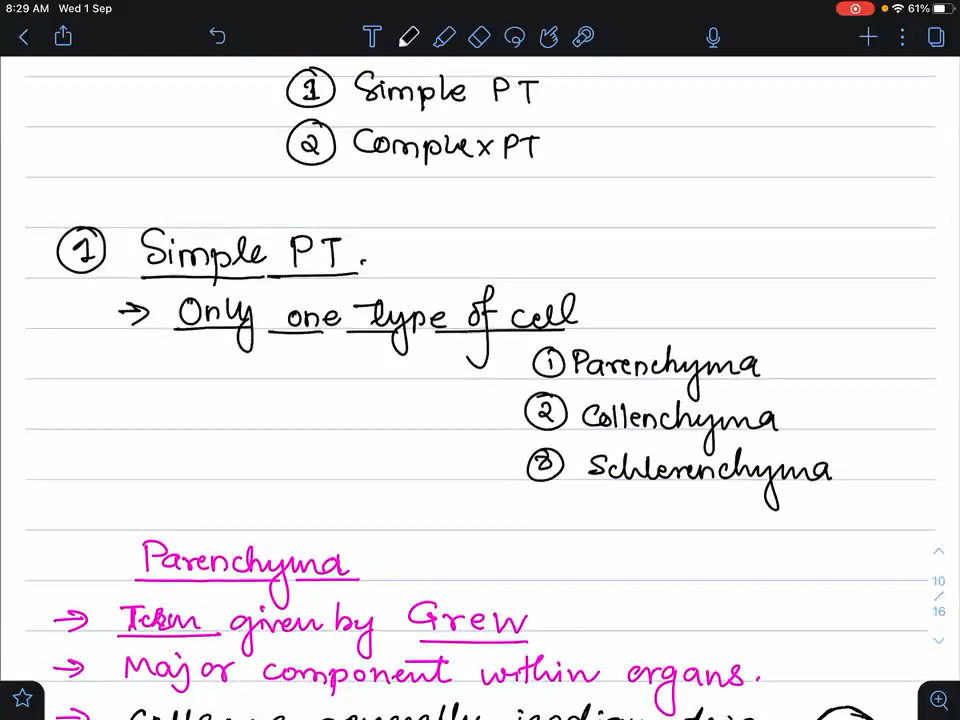 8:29 AM Wed 1 Sep 61%
① Simple PT
② Complex PT
① Simple PT.
→ Only one type of cell
① Parenchyma
② Collenchyma
③ Schlerenchyma
Parenchyma
10
/
16
→ Term given by Grew
→ Major component within organs.